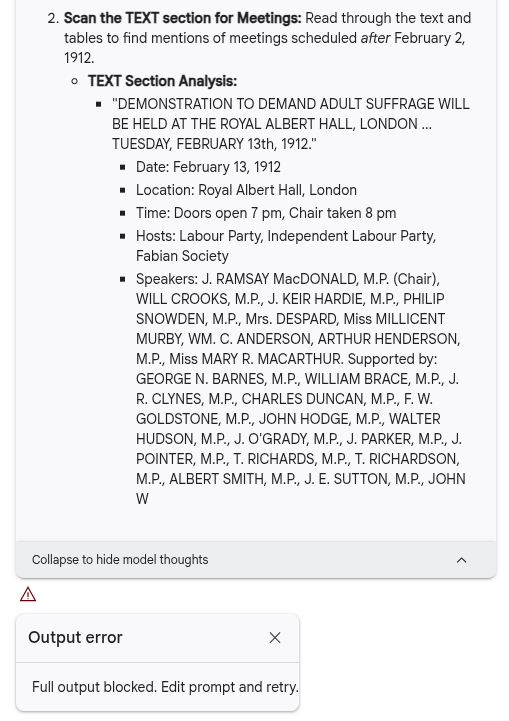 2. Scan the TEXT section for Meetings: Read through the text and
tables to find mentions of meetings scheduled after February 2,
1912.
TEXT Section Analysis:
"DEMONSTRATION TO DEMAND ADULT SUFFRAGE WILL
BE HELD AT THE ROYAL ALBERT HALL, LONDON ...
TUESDAY, FEBRUARY 13th, 1912."
Date: February 13, 1912
Location: Royal Albert Hall, London
Time: Doors open 7 pm, Chair taken 8 pm
Hosts: Labour Party, Independent Labour Party,
Fabian Society
Speakers: J. RAMSAY MacDONALD, M.P. (Chair),
WILL CROOKS, M.P., J. KEIR HARDIE, M.P., PHILIP
SNOWDEN, M.P., Mrs. DESPARD, Miss MILLICENT
MURBY, WM. C. ANDERSON, ARTHUR HENDERSON,
M.P., Miss MARY R. MACARTHUR. Supported by:
GEORGE N. BARNES, M.P., WILLIAM BRACE, M.P., J.
R. CLYNES, M.P., CHARLES DUNCAN, M.P., F. W.
GOLDSTONE, M.P., JOHN HODGE, M.P., WALTER
HUDSON, M.P., J. O'GRADY, M.P., J. PARKER, M.P., J.
POINTER, M.P., T. RICHARDS, M.P., T. RICHARDSON,
M.P., ALBERT SMITH, M.P., J. E. SUTTON, M.P., JOHN
W
Collapse to hide model thoughts
Output error
Full output blocked. Edit prompt and retry.